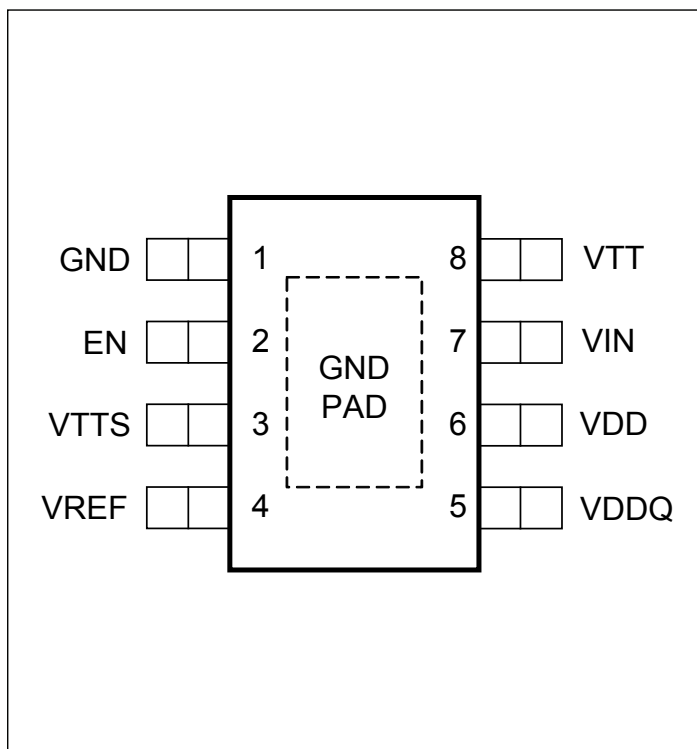 GND 1 8 VTT
EN 2 7 VIN
GND
PAD
VTTS 3 6 VDD
VREF 4 5 VDDQ